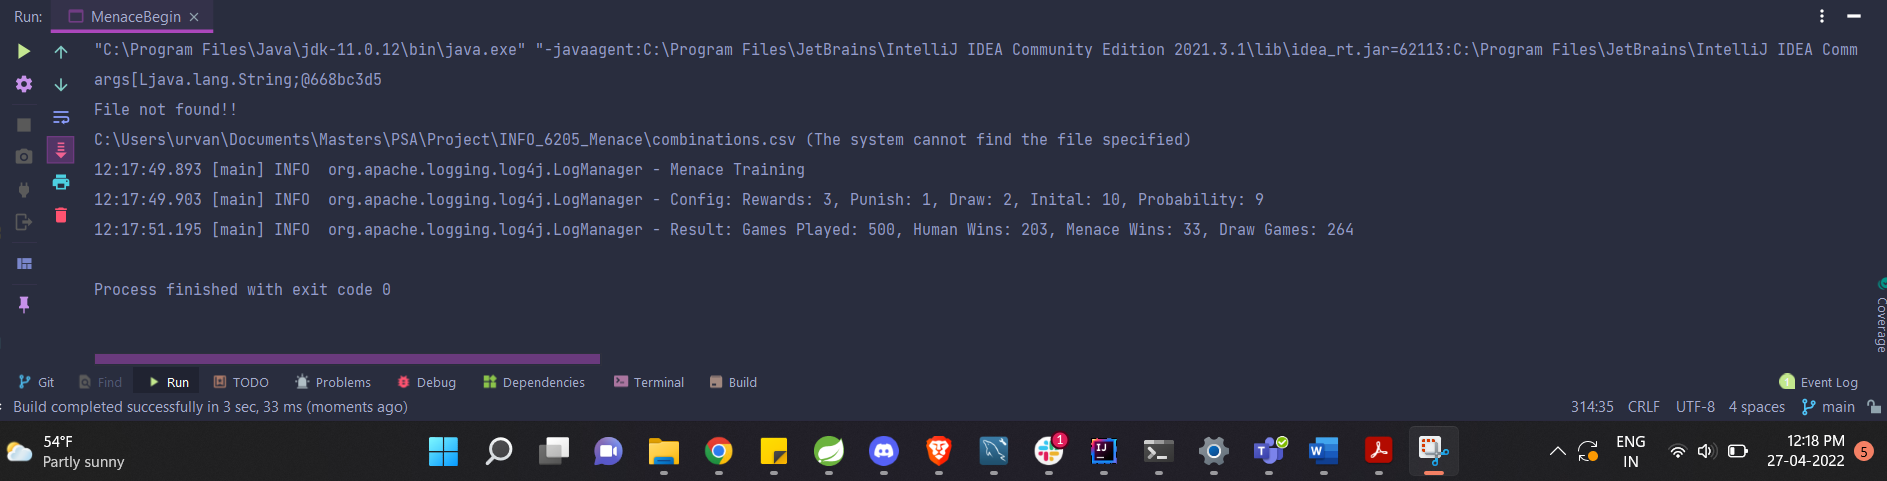 Run: MenaceBegin
"C:\Program Files\Java\jdk-11.0.12\bin\java.exe" "-javaagent:C:\Program Files\JetBrains\IntelliJ IDEA Community Edition 2021.3.1\lib\idea_rt.jar=62113:C:\Program Files\JetBrains\IntelliJ IDEA Comm
args[Ljava.lang.String;@668bc3d5
File not found!!
C:\Users\urvan\Documents\Masters\PSA\Project\INFO_6205_Menace\combinations.csv (The system cannot find the file specified)
12:17:49.893 [main] INFO  org.apache.logging.log4j.LogManager - Menace Training
12:17:49.903 [main] INFO  org.apache.logging.log4j.LogManager - Config: Rewards: 3, Punish: 1, Draw: 2, Inital: 10, Probability: 9
12:17:51.195 [main] INFO  org.apache.logging.log4j.LogManager - Result: Games Played: 500, Human Wins: 203, Menace Wins: 33, Draw Games: 264
Process finished with exit code 0
Coverage
Git Find Run TODO Problems Debug Dependencies Terminal Build 1 Event Log
Build completed successfully in 3 sec, 33 ms (moments ago) 314:35 CRLF UTF-8 4 spaces main
54°F
Partly sunny
1
IJ
ENG
IN
12:18 PM
27-04-2022
5